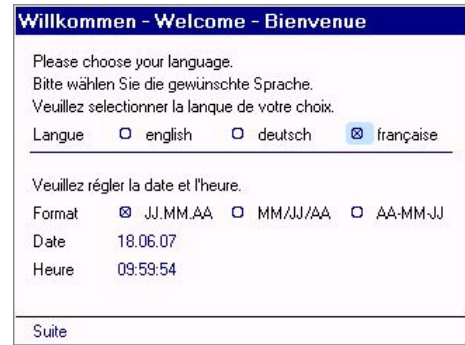 Willkommen - Welcome - Bienvenue
Please choose your language.
Bitte wählen Sie die gewünschte Sprache.
Veuillez selectionner la lanque de votre choix.
Langue english deutsch française
Veuillez régler la date et l'heure.
Format JJ.MM.AA MM/JJ/AA AA-MM-JJ
Date 18.06.07
Heure 09:59:54
Suite